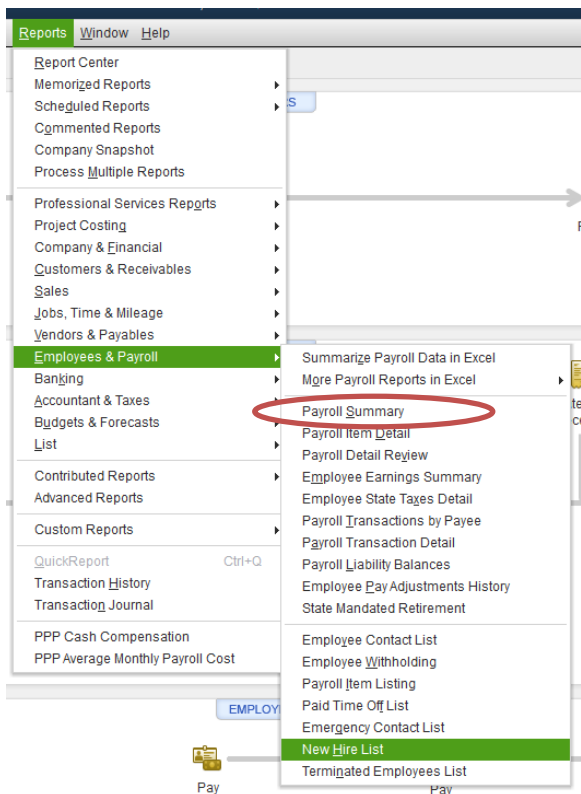 Reports Window Help
Report Center
Memorized Reports
Scheduled Reports
Commented Reports
Company Snapshot
Process Multiple Reports
Professional Services Reports
Project Costing
Company & Financial
Customers & Receivables
Sales
Jobs, Time & Mileage
Vendors & Payables
Employees & Payroll
Banking
Accountant & Taxes
Budgets & Forecasts
List
Contributed Reports
Advanced Reports
Custom Reports
QuickReport Ctrl+Q
Transaction History
Transaction Journal
PPP Cash Compensation
PPP Average Monthly Payroll Cost
Summarize Payroll Data in Excel
More Payroll Reports in Excel
Payroll Summary
Payroll Item Detail
Payroll Detail Review
Employee Earnings Summary
Employee State Taxes Detail
Payroll Transactions by Payee
Payroll Transaction Detail
Payroll Liability Balances
Employee Pay Adjustments History
State Mandated Retirement
Employee Contact List
Employee Withholding
Payroll Item Listing
Paid Time Off List
Emergency Contact List
New Hire List
Terminated Employees List
EMPLOY
Pay
Pay